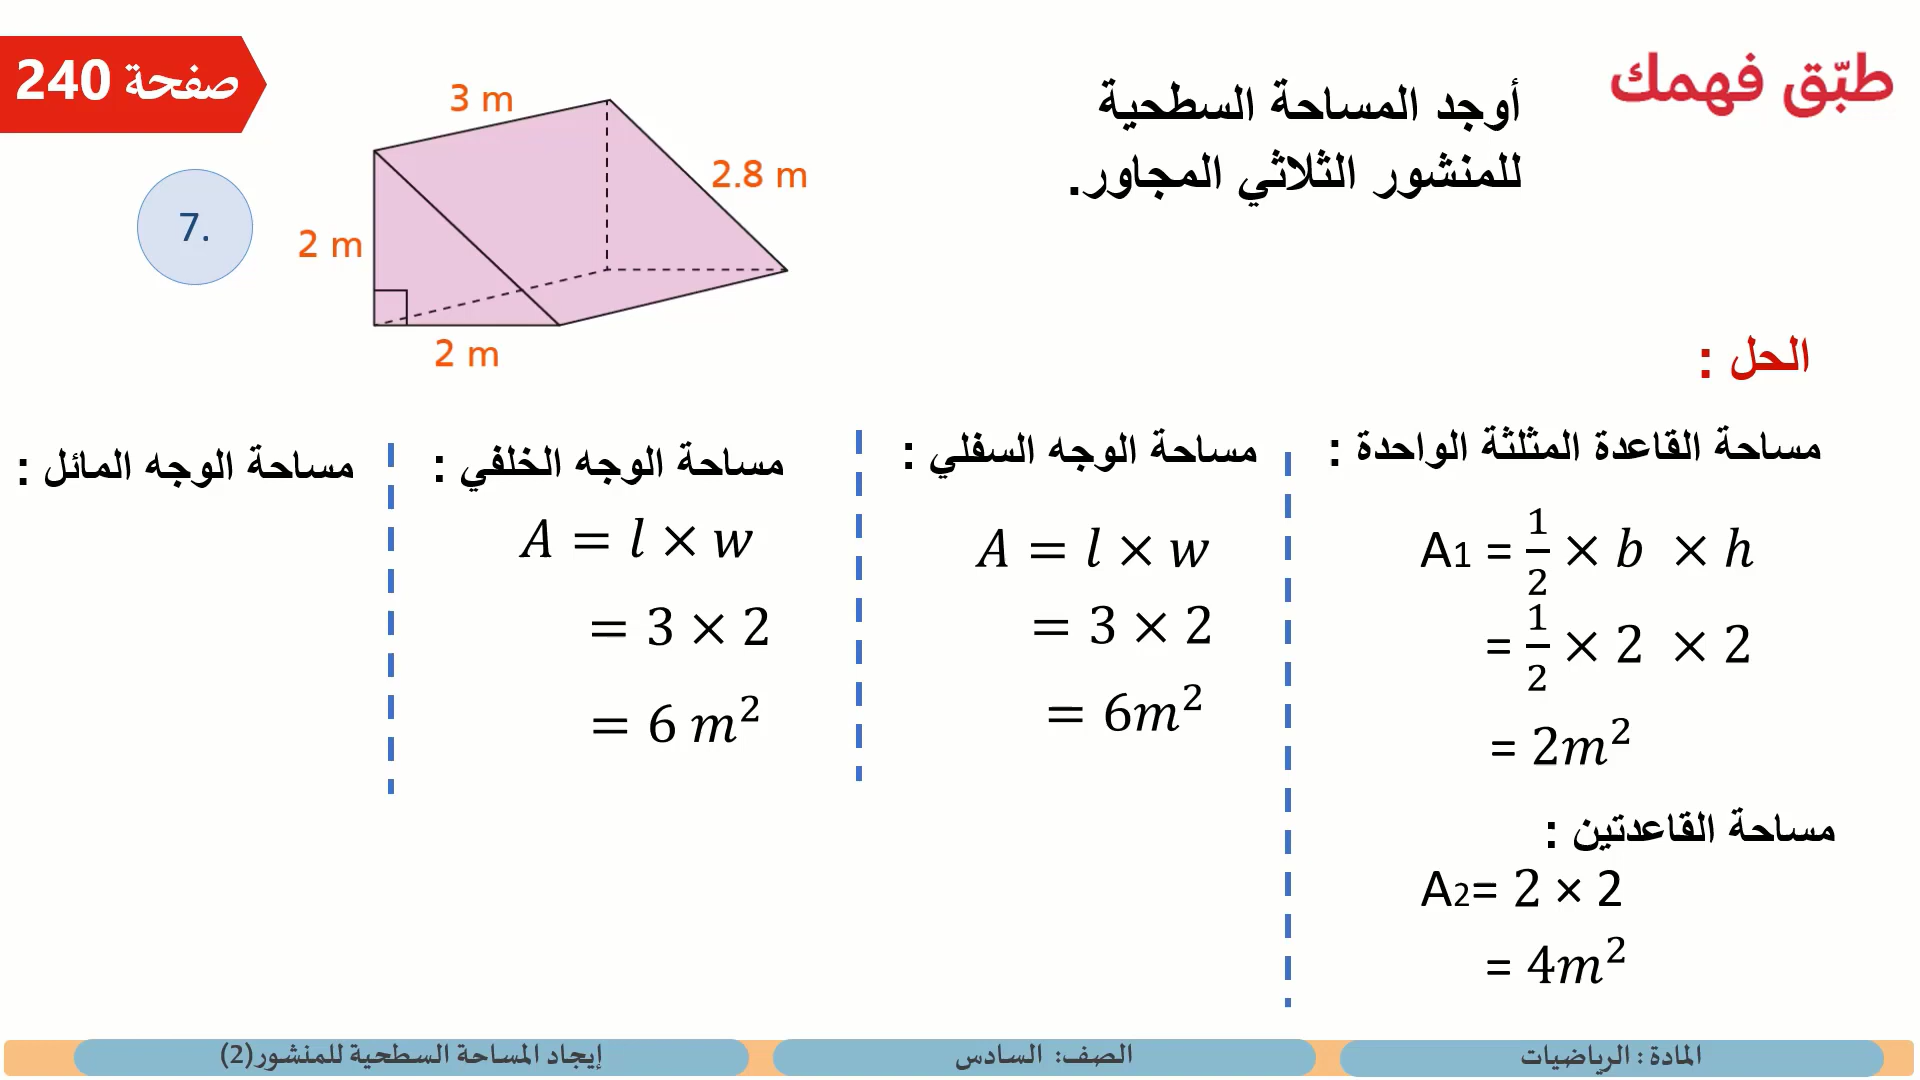 طبّق فهمك
صفحة 240
أوجد المساحة السطحية
للمنشور الثلاثي المجاور.
7.
3 m
2.8 m
2 m
2 m
الحل :
مساحة القاعدة المثلثة الواحدة :
A1 = 1/2 × b × h
= 1/2 × 2 × 2
= 2m²
مساحة القاعدتين :
A2= 2 × 2
= 4m²
مساحة الوجه السفلي :
A = l × w
= 3 × 2
= 6m²
مساحة الوجه الخلفي :
A = l × w
= 3 × 2
= 6 m²
مساحة الوجه المائل :
المادة : الرياضيات
الصف: السادس
إيجاد المساحة السطحية للمنشور(2)